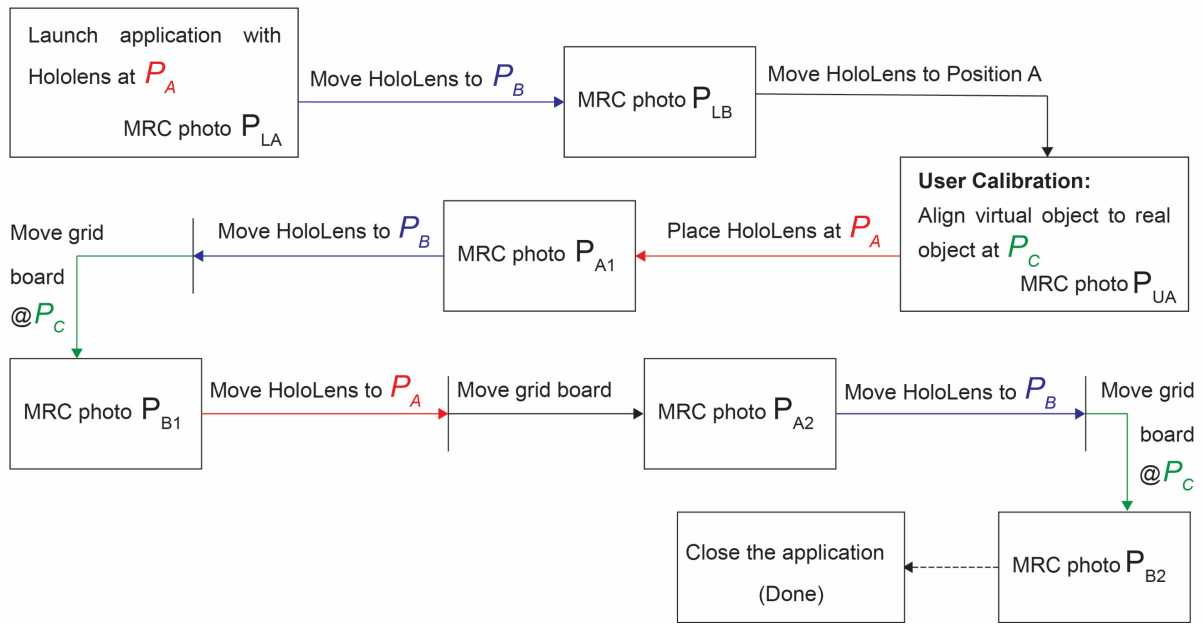 Launch application with
Hololens at P_A
MRC photo P_LA
Move HoloLens to P_B
MRC photo P_LB
Move HoloLens to Position A
User Calibration:
Align virtual object to real
object at P_C
MRC photo P_UA
Place HoloLens at P_A
MRC photo P_A1
Move HoloLens to P_B
Move grid
board
@P_C
MRC photo P_B1
Move HoloLens to P_A
Move grid board
MRC photo P_A2
Move HoloLens to P_B
Move grid
board
@P_C
MRC photo P_B2
Close the application
(Done)